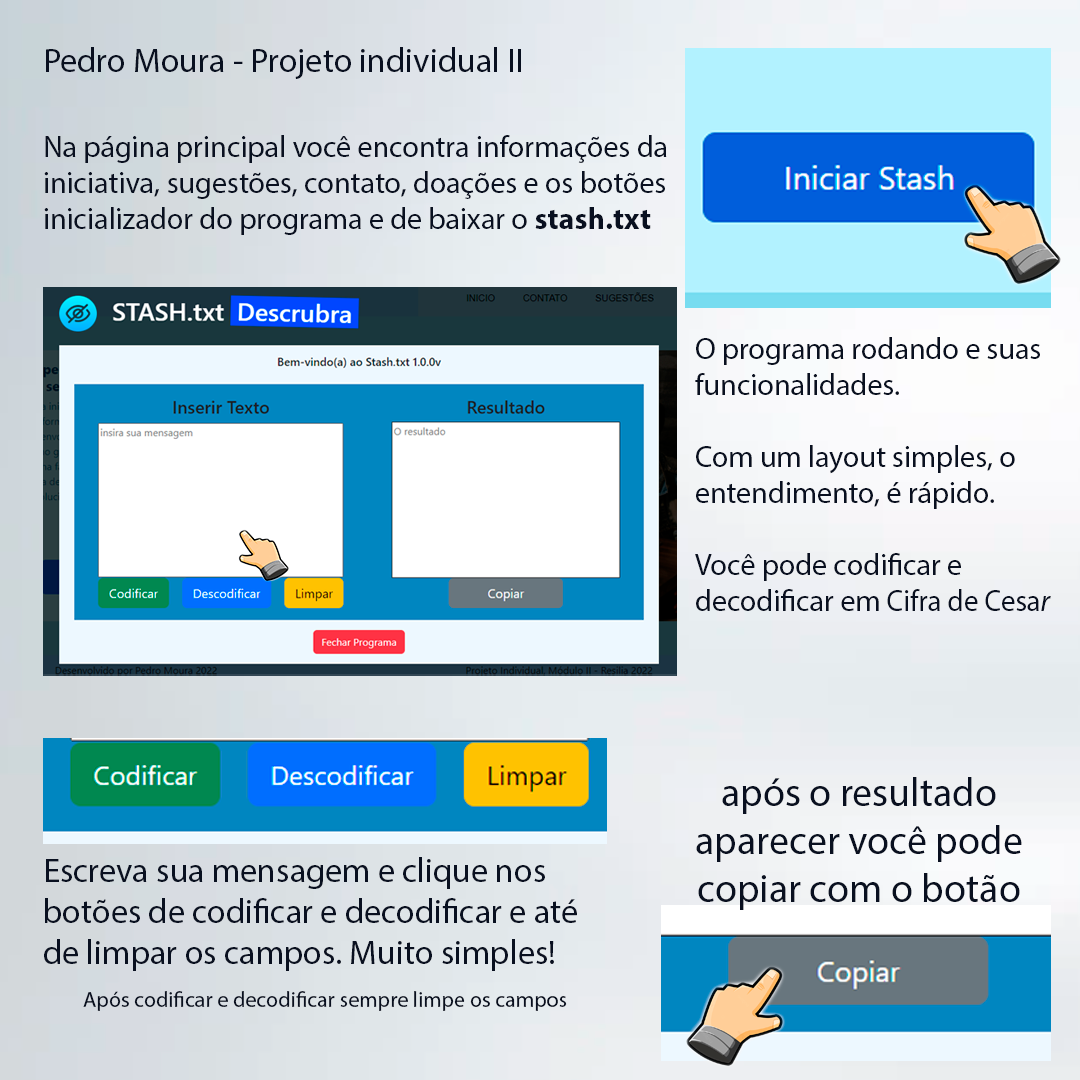 Pedro Moura - Projeto individual II
Na página principal você encontra informações da
iniciativa, sugestões, contato, doações e os botões
inicializador do programa e de baixar o stash.txt
Iniciar Stash
STASH.txt Descrubra
INICIO CONTATO SUGESTÕES
Bem-vindo(a) ao Stash.txt 1.0.0v
Inserir Texto
insira sua mensagem
Resultado
O resultado
Codificar Descodificar Limpar
Copiar
Fechar Programa
Desenvolvido por Pedro Moura 2022
Projeto Individual, Módulo II - Resilia 2022
O programa rodando e suas
funcionalidades.
Com um layout simples, o
entendimento, é rápido.
Você pode codificar e
decodificar em Cifra de Cesar
Codificar Descodificar Limpar
Escreva sua mensagem e clique nos
botões de codificar e decodificar e até
de limpar os campos. Muito simples!
Após codificar e decodificar sempre limpe os campos
após o resultado
aparecer você pode
copiar com o botão
Copiar